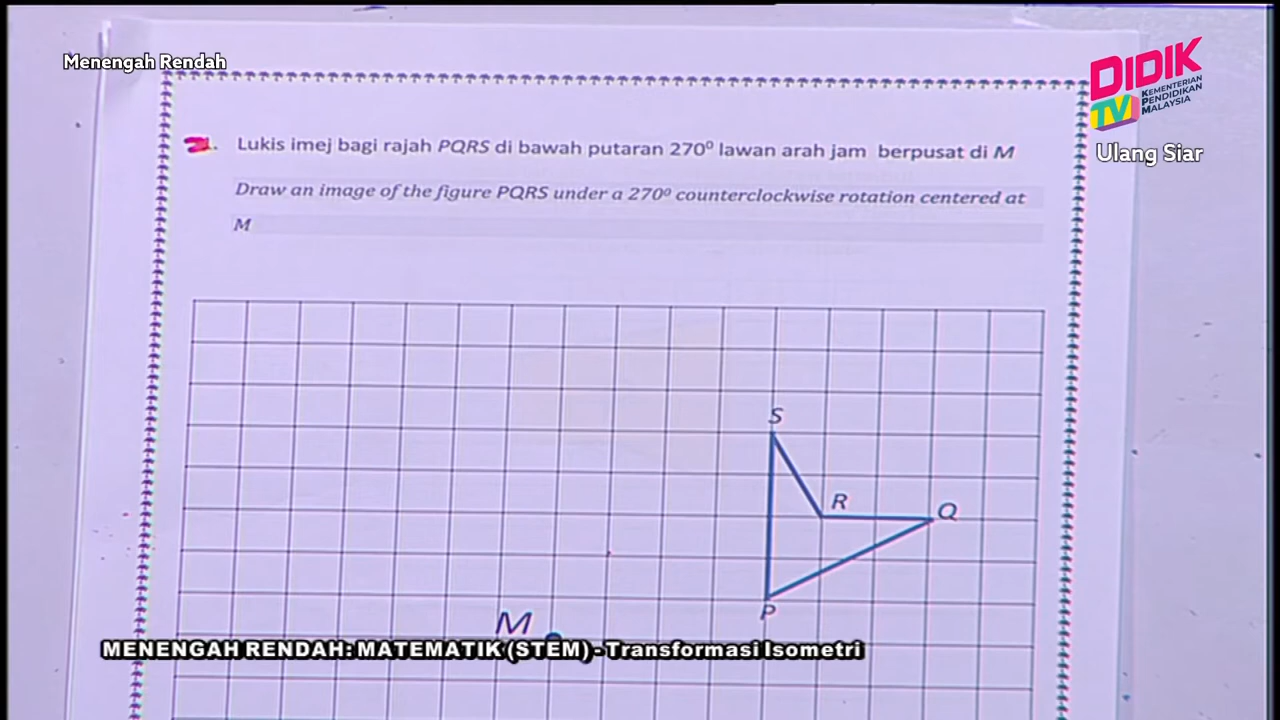 Menengah Rendah
DIDIK
TV KEMENTERIAN
PENDIDIKAN
MALAYSIA
Ulang Siar
2. Lukis imej bagi rajah PQRS di bawah putaran 270⁰ lawan arah jam berpusat di M
Draw an image of the figure PQRS under a 270⁰ counterclockwise rotation centered at
M
S
R
Q
P
M
MENENGAH RENDAH: MATEMATIK (STEM) - Transformasi Isometri